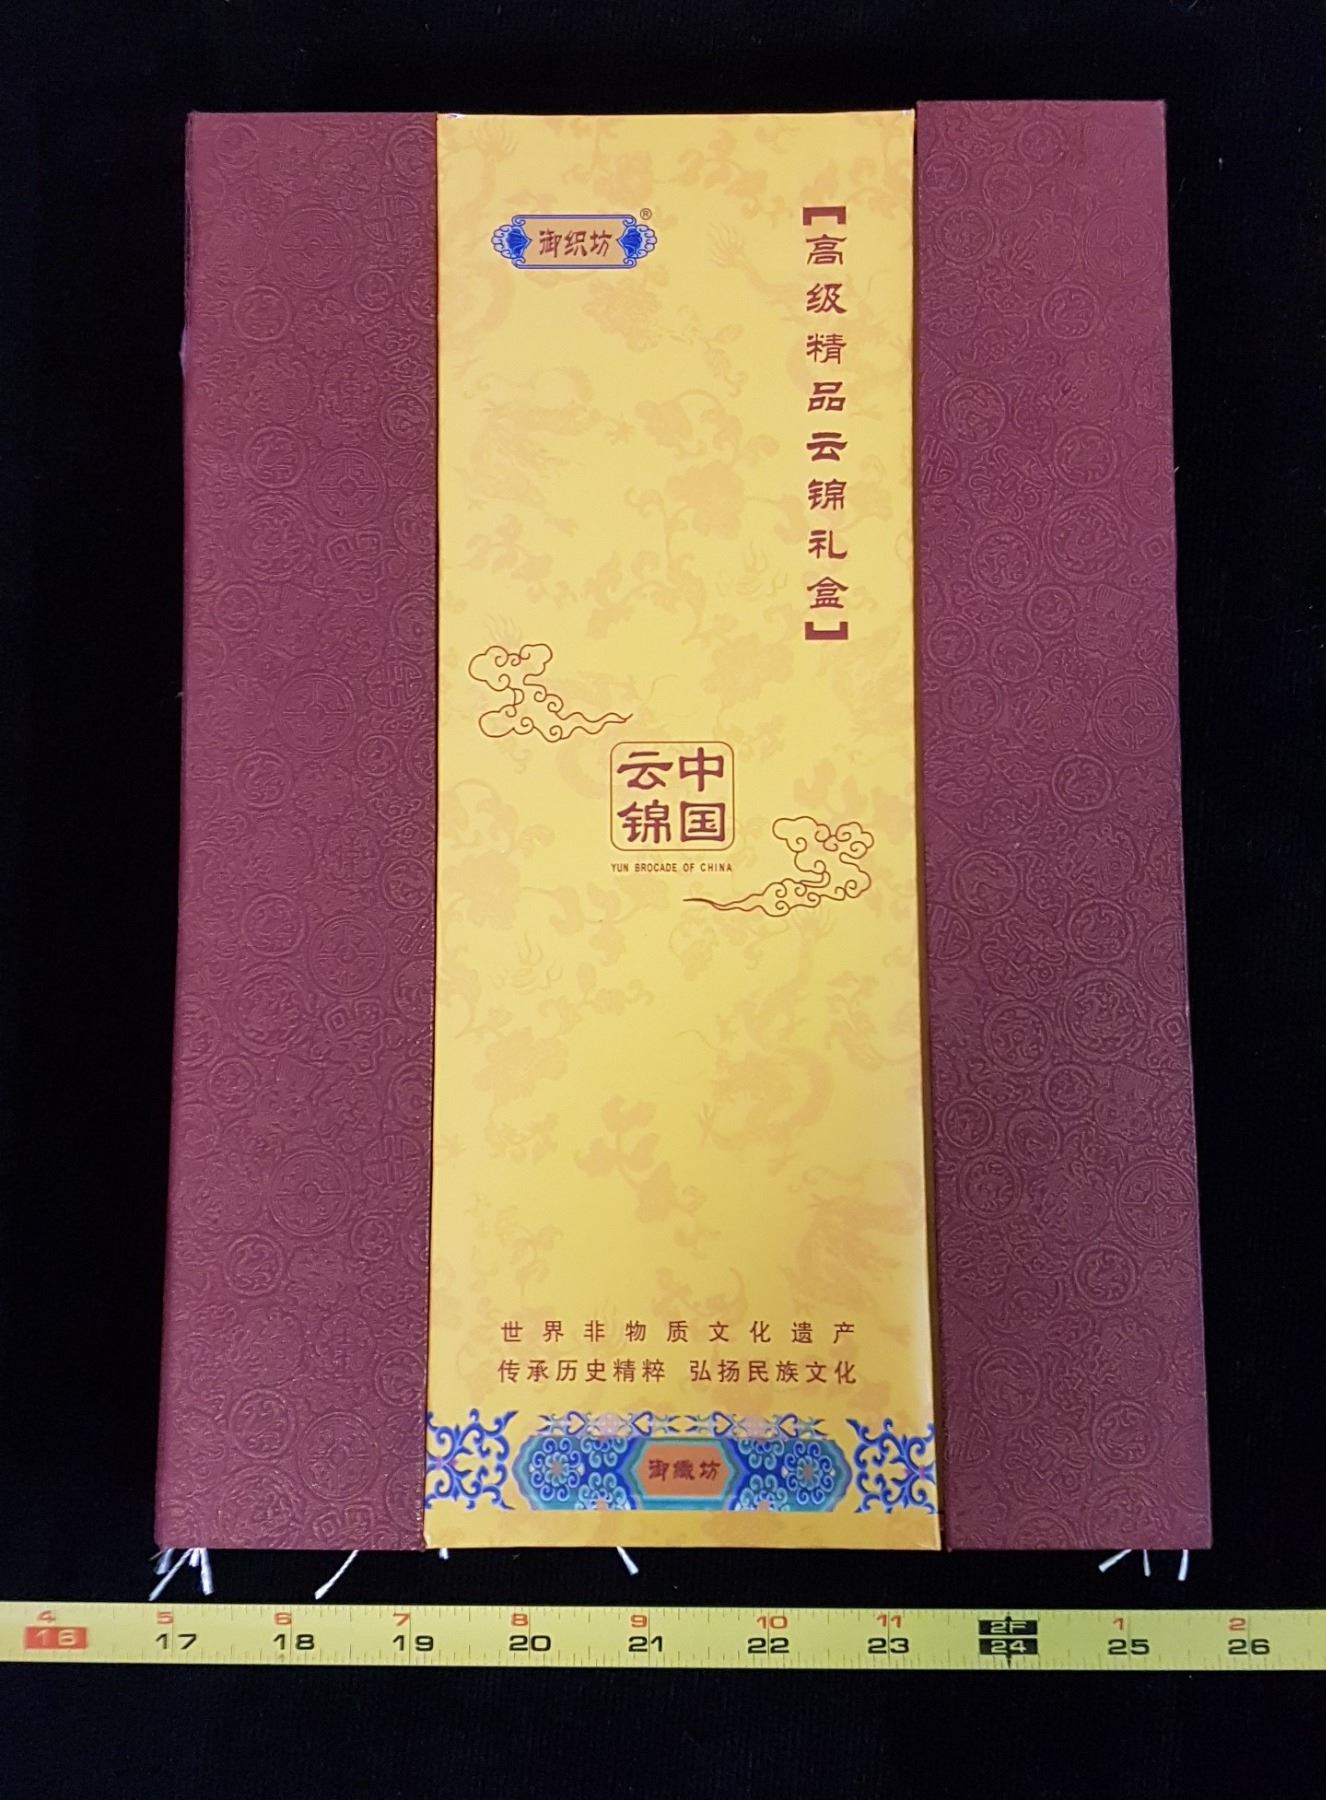 御织坊®
【高级精品云锦礼盒】
中国
云锦
YUN BROCADE OF CHINA
世界非物质文化遗产
传承历史精粹 弘扬民族文化
御織坊
4 5 6 7 8 9 10 11 2F 1 2
16 17 18 19 20 21 22 23 24 25 26